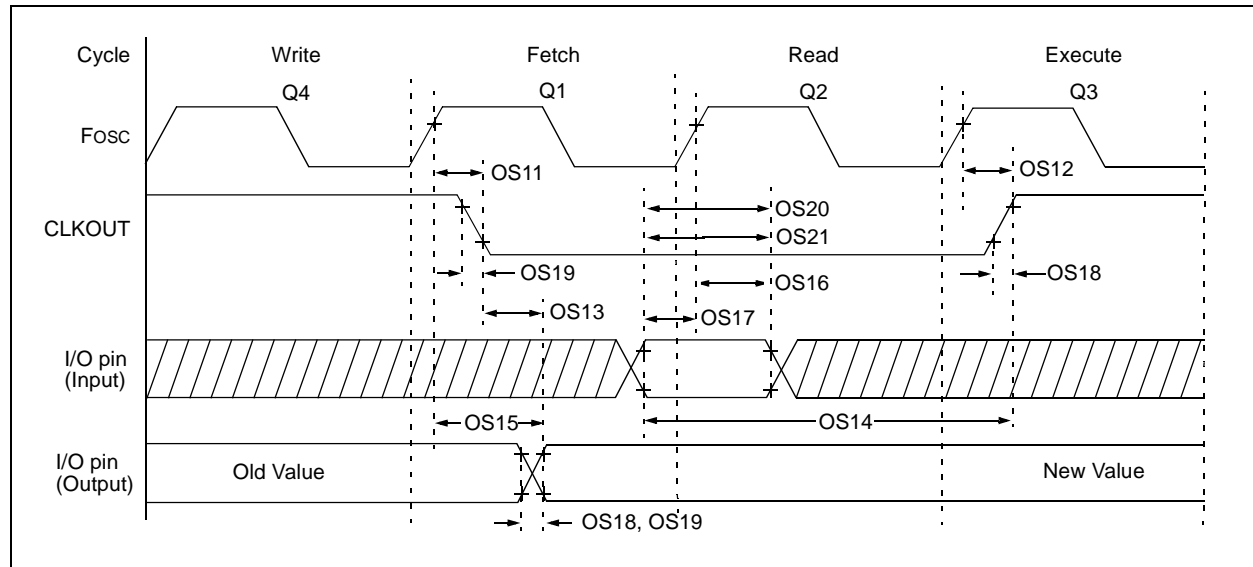 Cycle Write Fetch Read Execute
Q4 Q1 Q2 Q3
FOSC
OS11 OS12
OS20
CLKOUT
OS21
OS19 OS16 OS18
OS13 OS17
I/O pin
(Input)
OS15 OS14
I/O pin
(Output)
Old Value New Value
OS18, OS19